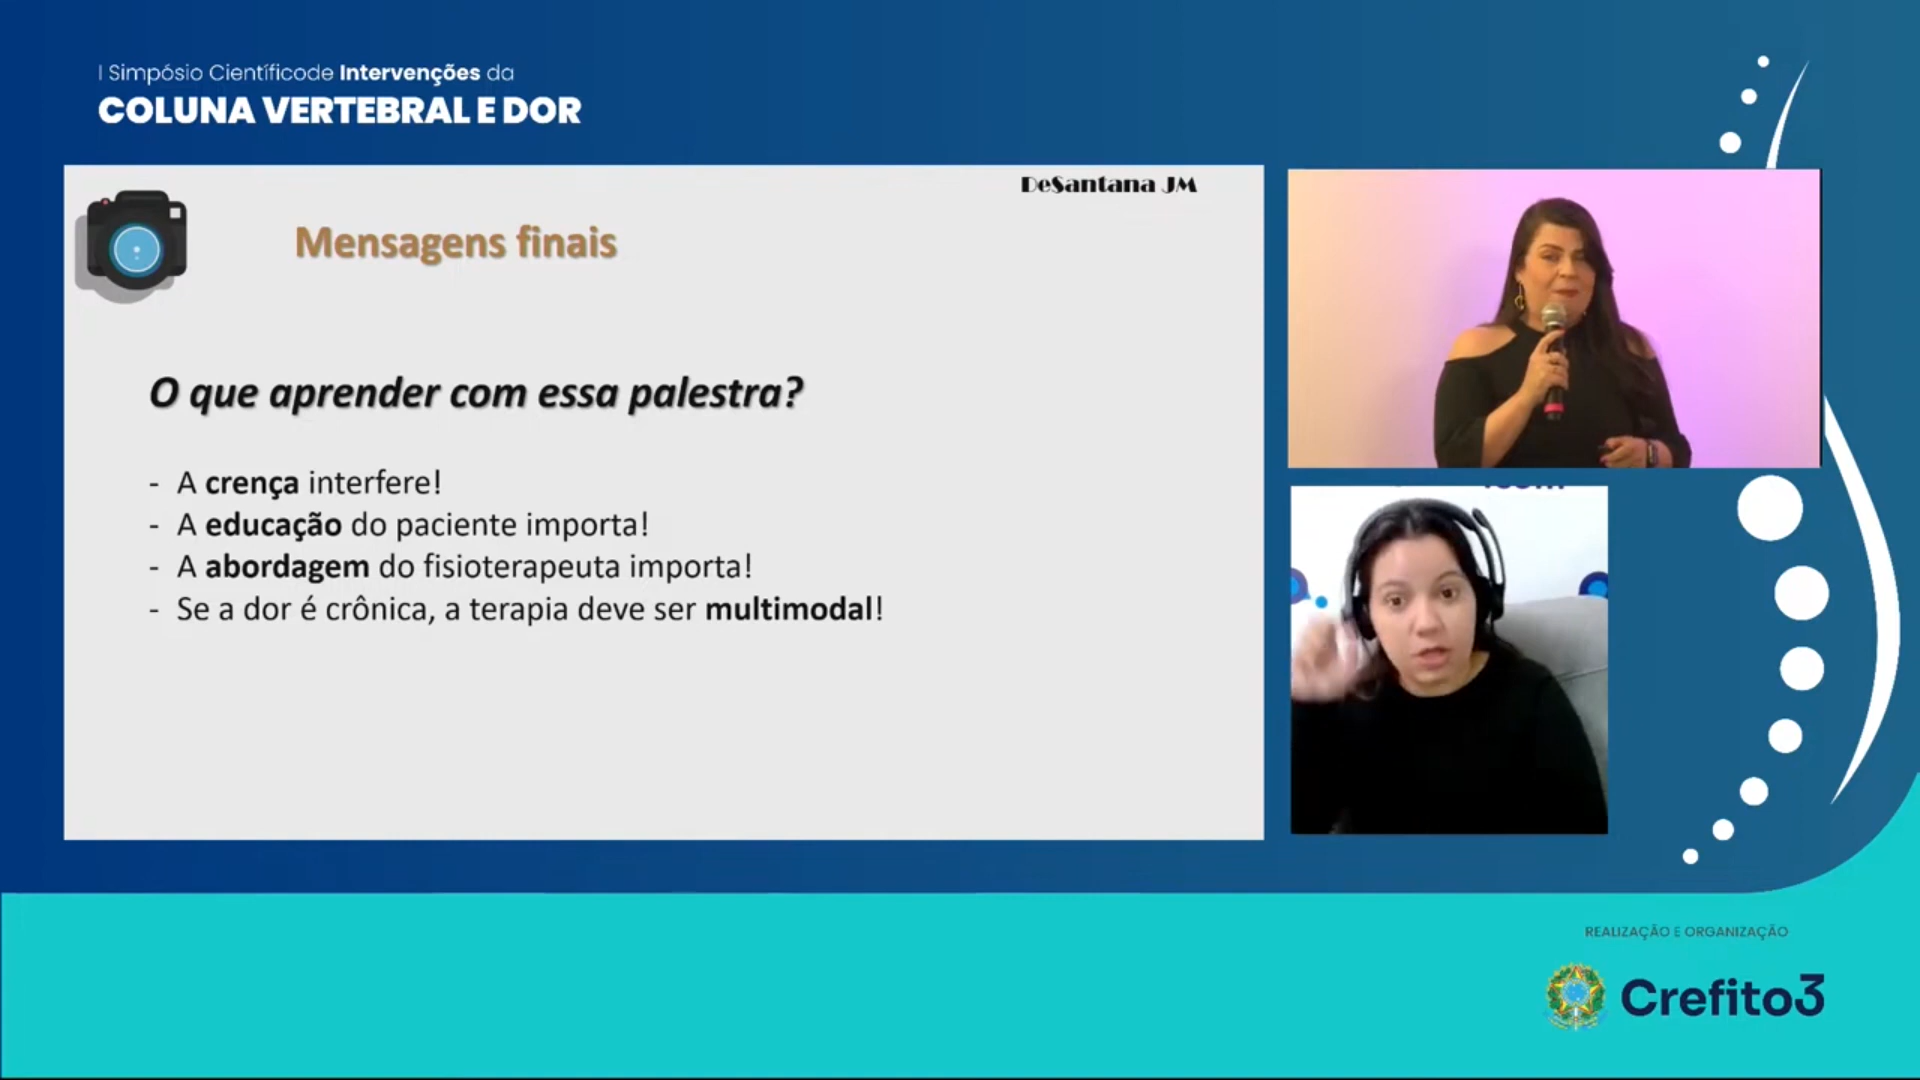 I Simpósio Científicode Intervenções da
COLUNA VERTEBRAL E DOR
DeSantana JM
Mensagens finais
O que aprender com essa palestra?
- A crença interfere!
- A educação do paciente importa!
- A abordagem do fisioterapeuta importa!
- Se a dor é crônica, a terapia deve ser multimodal!
REALIZAÇÃO E ORGANIZAÇÃO
Crefito3